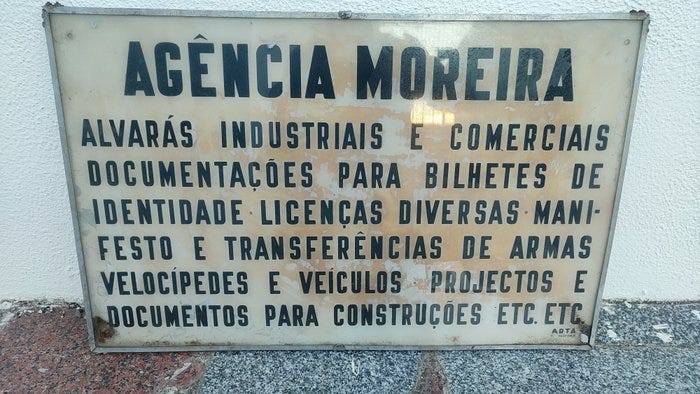 AGÊNCIA MOREIRA
ALVARÁS INDUSTRIAIS E COMERCIAIS
DOCUMENTAÇÕES PARA BILHETES DE
IDENTIDADE LICENÇAS DIVERSAS MANI-
FESTO E TRANSFERÊNCIAS DE ARMAS
VELOCÍPEDES E VEÍCULOS PROJECTOS E
DOCUMENTOS PARA CONSTRUÇÕES ETC. ETC.
ARTA